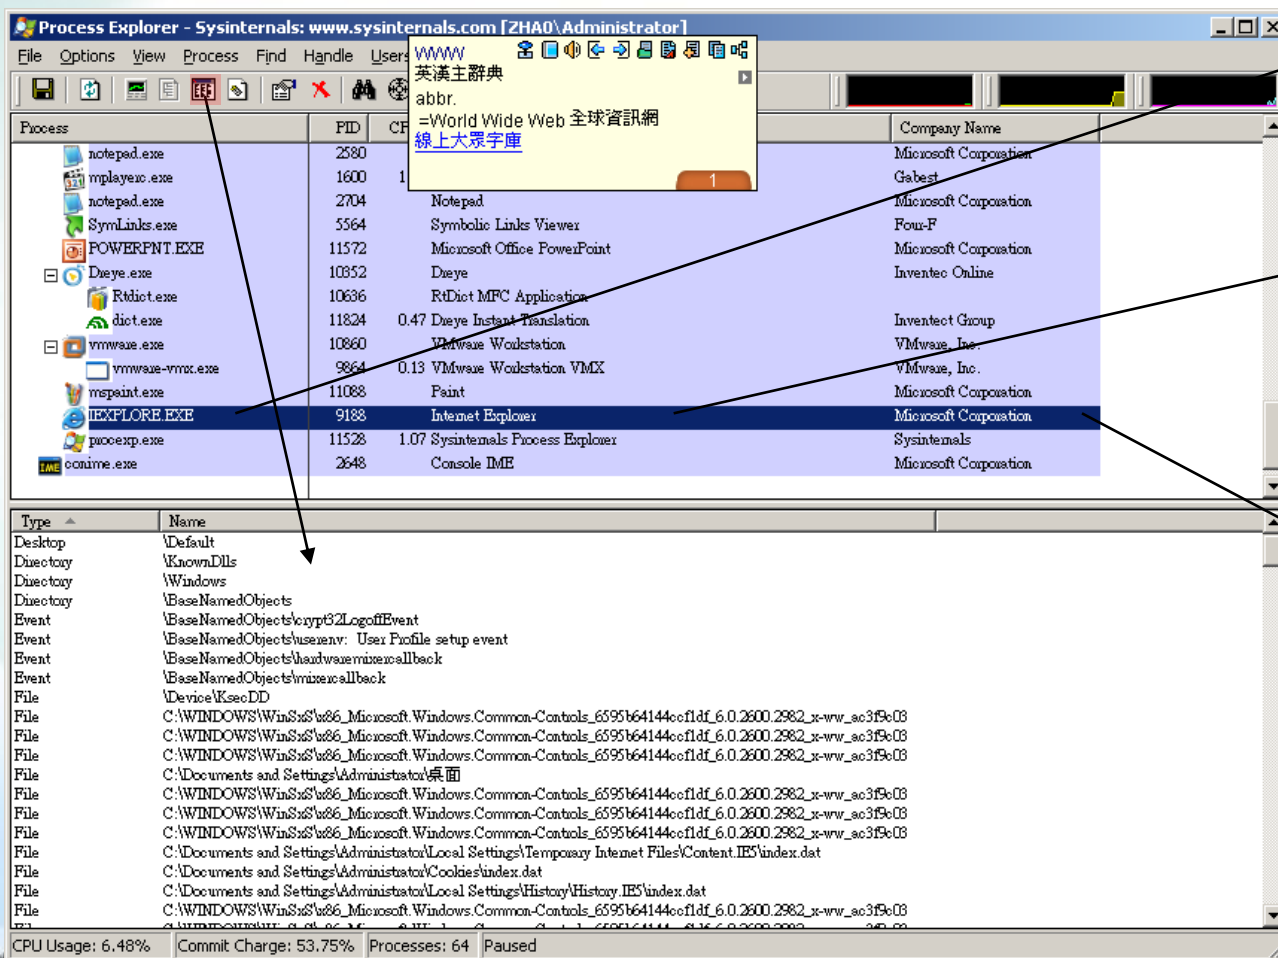 Process Explorer - Sysinternals: www.sysinternals.com [ZHA0\Administrator]
File Options View Process Find Handle Users
www
英漢主辭典
abbr.
=World Wide Web 全球資訊網
線上大眾字庫
1
Process PID Company Name
notepad.exe 2580 Microsoft Corporation
mplayerc.exe 1600 1 Gabest
notepad.exe 2704 Notepad Microsoft Corporation
SymLinks.exe 5564 Symbolic Links Viewer Four-F
POWERPNT.EXE 11572 Microsoft Office PowerPoint Microsoft Corporation
Dreye.exe 10352 Dreye Inventec Online
Rtdict.exe 10636 RtDict MFC Application
dict.exe 11824 0.47 Dreye Instant Translation Inventect Group
vmware.exe 10860 VMware Workstation VMware, Inc.
vmware-vmx.exe 9864 0.13 VMware Workstation VMX VMware, Inc.
mspaint.exe 11088 Paint Microsoft Corporation
IEXPLORE.EXE 9188 Internet Explorer Microsoft Corporation
procexp.exe 11528 1.07 Sysinternals Process Explorer Sysinternals
IME conime.exe 2648 Console IME Microsoft Corporation
Type Name
Desktop \Default
Directory \KnownDlls
Directory \Windows
Directory \BaseNamedObjects
Event \BaseNamedObjects\crypt32LogoffEvent
Event \BaseNamedObjects\userenv: User Profile setup event
Event \BaseNamedObjects\hardwaremixercallback
Event \BaseNamedObjects\mixercallback
File \Device\KsecDD
File C:\WINDOWS\WinSxS\x86_Microsoft.Windows.Common-Controls_6595b64144ccf1df_6.0.2600.2982_x-ww_ac3f9c03
File C:\WINDOWS\WinSxS\x86_Microsoft.Windows.Common-Controls_6595b64144ccf1df_6.0.2600.2982_x-ww_ac3f9c03
File C:\WINDOWS\WinSxS\x86_Microsoft.Windows.Common-Controls_6595b64144ccf1df_6.0.2600.2982_x-ww_ac3f9c03
File C:\Documents and Settings\Administrator\桌面
File C:\WINDOWS\WinSxS\x86_Microsoft.Windows.Common-Controls_6595b64144ccf1df_6.0.2600.2982_x-ww_ac3f9c03
File C:\WINDOWS\WinSxS\x86_Microsoft.Windows.Common-Controls_6595b64144ccf1df_6.0.2600.2982_x-ww_ac3f9c03
File C:\WINDOWS\WinSxS\x86_Microsoft.Windows.Common-Controls_6595b64144ccf1df_6.0.2600.2982_x-ww_ac3f9c03
File C:\Documents and Settings\Administrator\Local Settings\Temporary Internet Files\Content.IE5\index.dat
File C:\Documents and Settings\Administrator\Cookies\index.dat
File C:\Documents and Settings\Administrator\Local Settings\History\History.IE5\index.dat
File C:\WINDOWS\WinSxS\x86_Microsoft.Windows.Common-Controls_6595b64144ccf1df_6.0.2600.2982_x-ww_ac3f9c03
CPU Usage: 6.48% Commit Charge: 53.75% Processes: 64 Paused